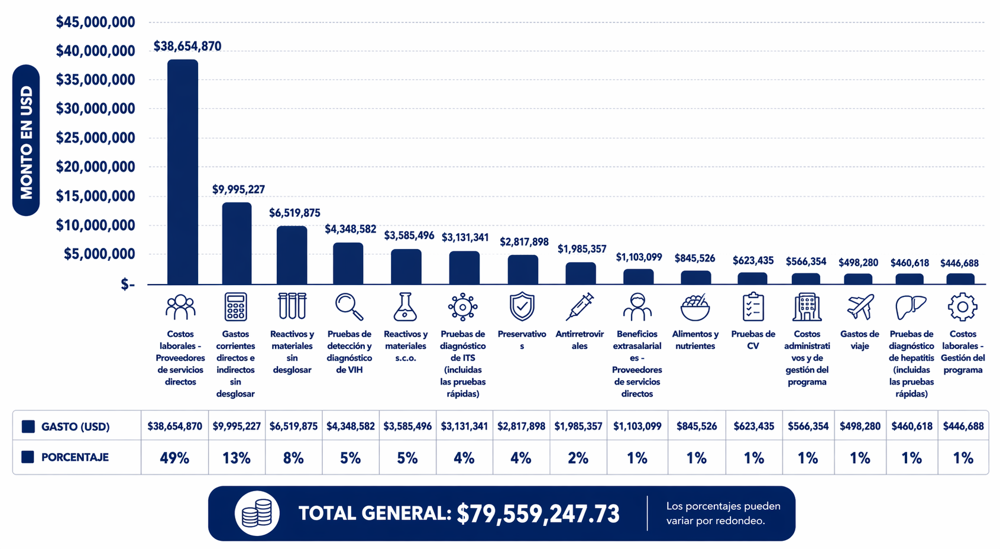 $45,000,000
$40,000,000
$35,000,000
$30,000,000
$25,000,000
$20,000,000
$15,000,000
$10,000,000
$5,000,000
$-
MONTO EN USD
$38,654,870
$9,995,227
$6,519,875
$4,348,582
$3,585,496
$3,131,341
$2,817,898
$1,985,357
$1,103,099
$845,526
$623,435
$566,354
$498,280
$460,618
$446,688
Costos
laborales -
Proveedores
de servicios
directos
Gastos
corrientes
directos e
indirectos
sin
desglosar
Reactivos y
materiales
sin
desglosar
Pruebas de
detección y
diagnóstico
de VIH
Reactivos y
materiales
s.c.o.
Pruebas de
diagnóstico
de ITS
(incluidas
las pruebas
rápidas)
Preservativo
s
Antirretrovir
ales
Beneficios
extrasalarial
es -
Proveedores
de servicios
directos
Alimentos y
nutrientes
Pruebas de
CV
Costos
administrati
vos y de
gestión del
programa
Gastos de
viaje
Pruebas de
diagnóstico
de hepatitis
(incluidas
las pruebas
rápidas)
Costos
laborales -
Gestión del
programa
GASTO (USD) $38,654,870 $9,995,227 $6,519,875 $4,348,582 $3,585,496 $3,131,341 $2,817,898 $1,985,357 $1,103,099 $845,526 $623,435 $566,354 $498,280 $460,618 $446,688
PORCENTAJE 49% 13% 8% 5% 5% 4% 4% 2% 1% 1% 1% 1% 1% 1% 1%
TOTAL GENERAL: $79,559,247.73
Los porcentajes pueden
variar por redondeo.